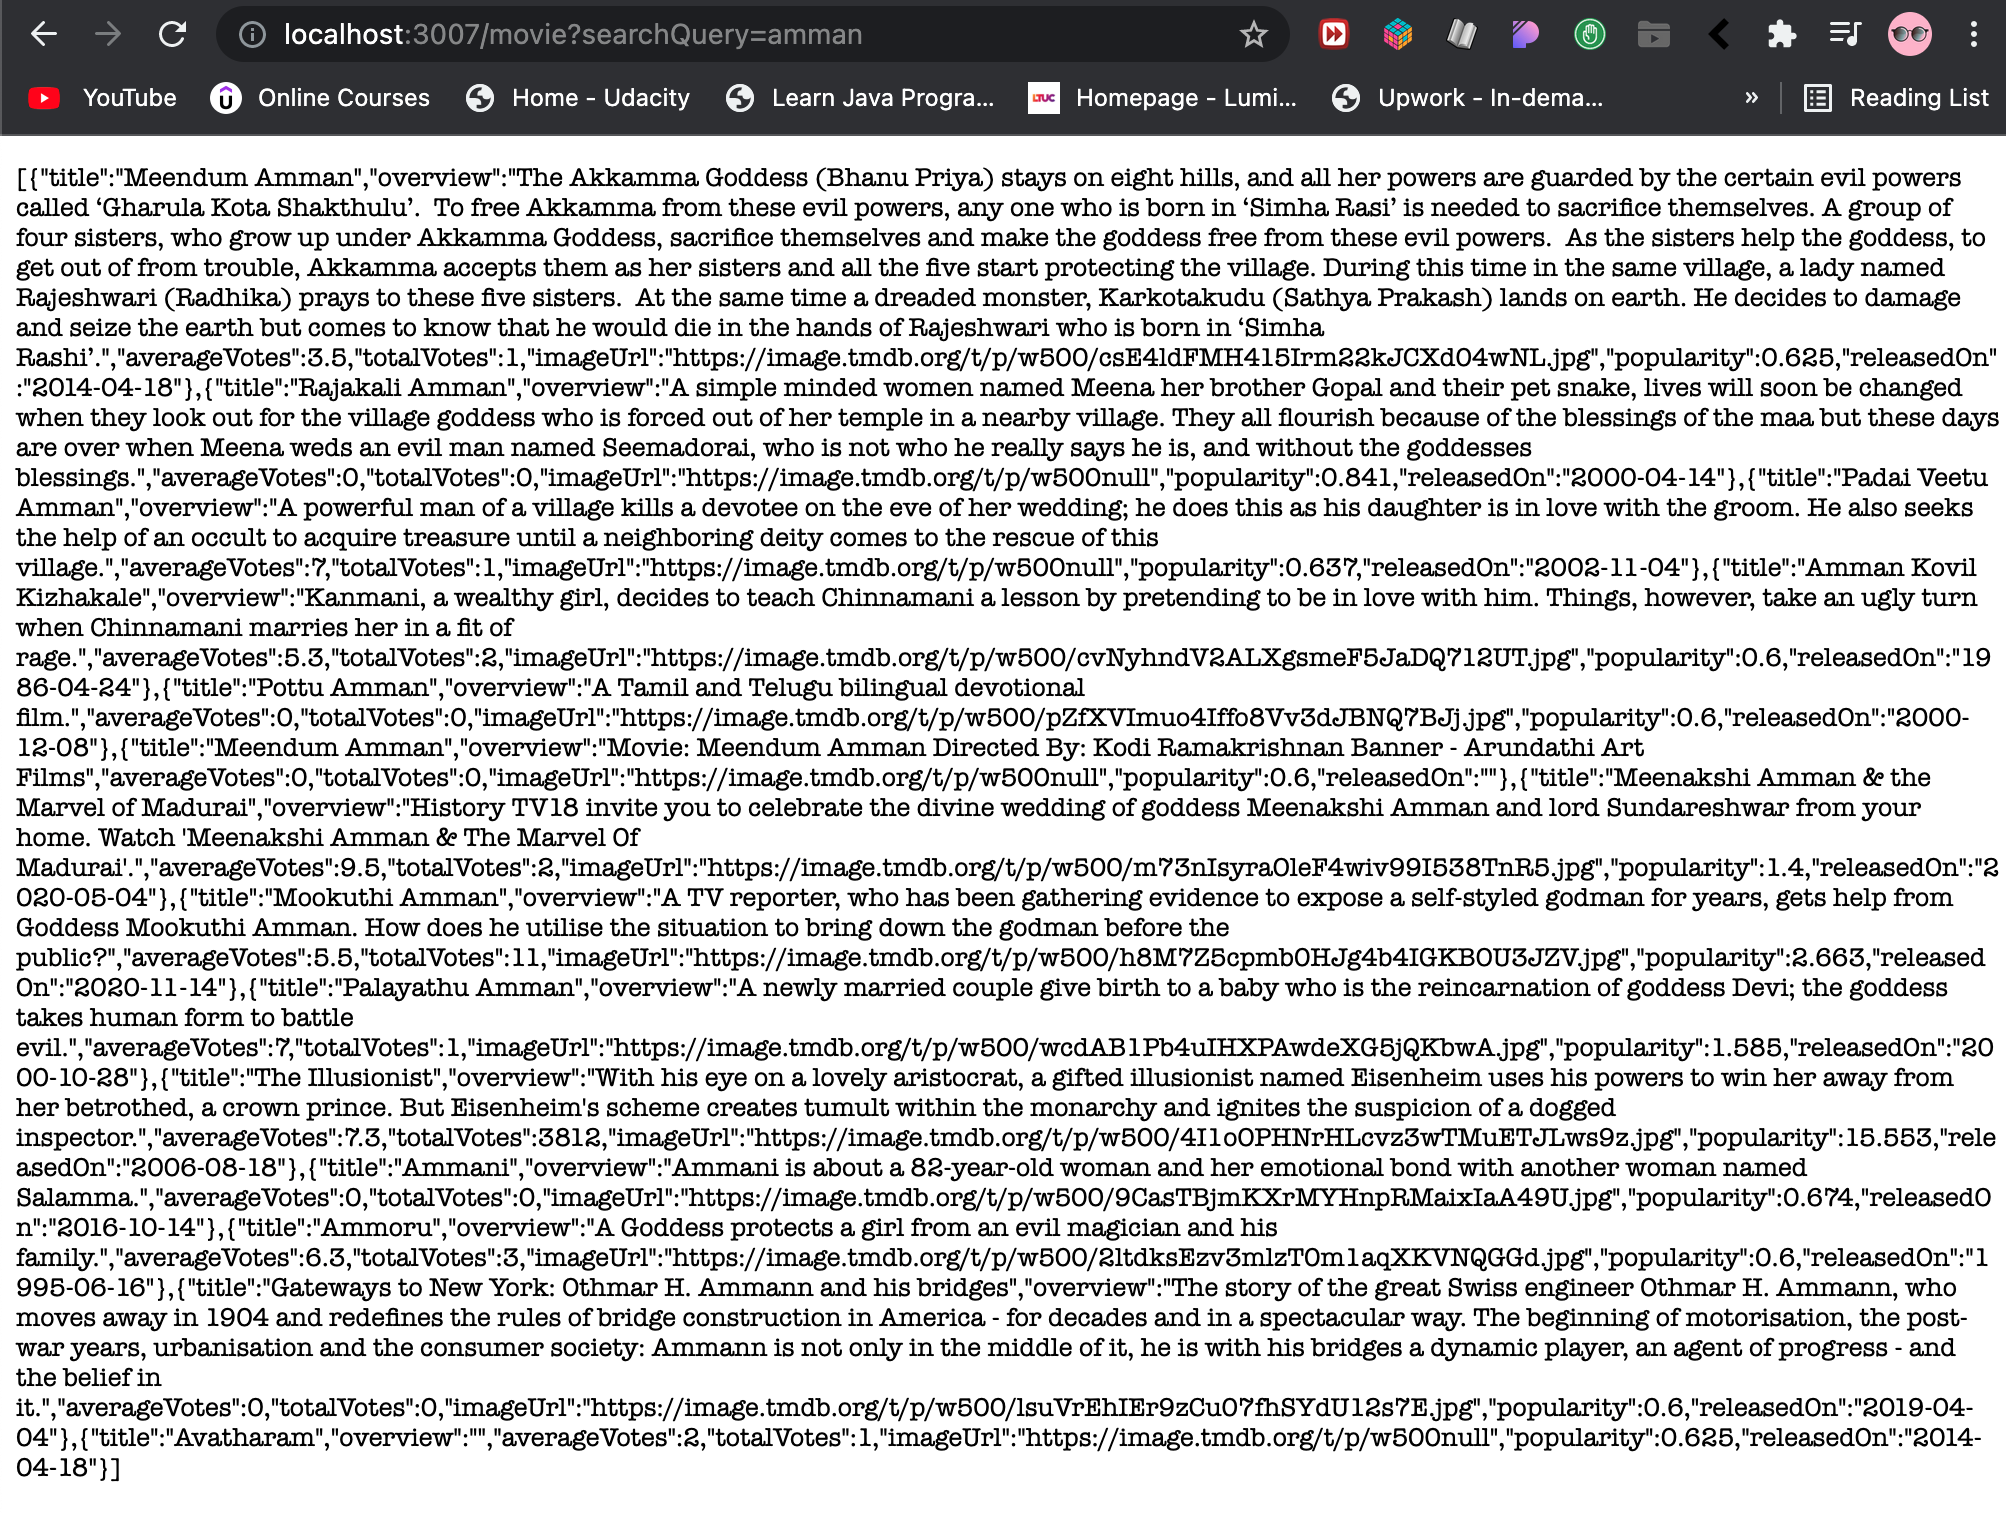 localhost:3007/movie?searchQuery=amman
YouTube Online Courses Home - Udacity Learn Java Progra... LTUC Homepage - Lumi... Upwork - In-dema... » Reading List
[{"title":"Meendum Amman","overview":"The Akkamma Goddess (Bhanu Priya) stays on eight hills, and all her powers are guarded by the certain evil powers
called ‘Gharula Kota Shakthulu’.  To free Akkamma from these evil powers, any one who is born in ‘Simha Rasi’ is needed to sacrifice themselves. A group of
four sisters, who grow up under Akkamma Goddess, sacrifice themselves and make the goddess free from these evil powers.  As the sisters help the goddess, to
get out of from trouble, Akkamma accepts them as her sisters and all the five start protecting the village. During this time in the same village, a lady named
Rajeshwari (Radhika) prays to these five sisters.  At the same time a dreaded monster, Karkotakudu (Sathya Prakash) lands on earth. He decides to damage
and seize the earth but comes to know that he would die in the hands of Rajeshwari who is born in ‘Simha
Rashi’.","averageVotes":3.5,"totalVotes":1,"imageUrl":"https://image.tmdb.org/t/p/w500/csE4ldFMH415Irm22kJCXd04wNL.jpg","popularity":0.625,"releasedOn"
:"2014-04-18"},{"title":"Rajakali Amman","overview":"A simple minded women named Meena her brother Gopal and their pet snake, lives will soon be changed
when they look out for the village goddess who is forced out of her temple in a nearby village. They all flourish because of the blessings of the maa but these days
are over when Meena weds an evil man named Seemadorai, who is not who he really says he is, and without the goddesses
blessings.","averageVotes":0,"totalVotes":0,"imageUrl":"https://image.tmdb.org/t/p/w500null","popularity":0.841,"releasedOn":"2000-04-14"},{"title":"Padai Veetu
Amman","overview":"A powerful man of a village kills a devotee on the eve of her wedding; he does this as his daughter is in love with the groom. He also seeks
the help of an occult to acquire treasure until a neighboring deity comes to the rescue of this
village.","averageVotes":7,"totalVotes":1,"imageUrl":"https://image.tmdb.org/t/p/w500null","popularity":0.637,"releasedOn":"2002-11-04"},{"title":"Amman Kovil
Kizhakale","overview":"Kanmani, a wealthy girl, decides to teach Chinnamani a lesson by pretending to be in love with him. Things, however, take an ugly turn
when Chinnamani marries her in a fit of
rage.","averageVotes":5.3,"totalVotes":2,"imageUrl":"https://image.tmdb.org/t/p/w500/cvNyhndV2ALXgsmeF5JaDQ712UT.jpg","popularity":0.6,"releasedOn":"19
86-04-24"},{"title":"Pottu Amman","overview":"A Tamil and Telugu bilingual devotional
film.","averageVotes":0,"totalVotes":0,"imageUrl":"https://image.tmdb.org/t/p/w500/pZfXVImuo4Iffo8Vv3dJBNQ7BJj.jpg","popularity":0.6,"releasedOn":"2000-
12-08"},{"title":"Meendum Amman","overview":"Movie: Meendum Amman Directed By: Kodi Ramakrishnan Banner - Arundathi Art
Films","averageVotes":0,"totalVotes":0,"imageUrl":"https://image.tmdb.org/t/p/w500null","popularity":0.6,"releasedOn":""},{"title":"Meenakshi Amman & the
Marvel of Madurai","overview":"History TV18 invite you to celebrate the divine wedding of goddess Meenakshi Amman and lord Sundareshwar from your
home. Watch 'Meenakshi Amman & The Marvel Of
Madurai'.","averageVotes":9.5,"totalVotes":2,"imageUrl":"https://image.tmdb.org/t/p/w500/m73nIsyraOleF4wiv99I538TnR5.jpg","popularity":1.4,"releasedOn":"2
020-05-04"},{"title":"Mookuthi Amman","overview":"A TV reporter, who has been gathering evidence to expose a self-styled godman for years, gets help from
Goddess Mookuthi Amman. How does he utilise the situation to bring down the godman before the
public?","averageVotes":5.5,"totalVotes":11,"imageUrl":"https://image.tmdb.org/t/p/w500/h8M7Z5cpmb0HJg4b4IGKB0U3JZV.jpg","popularity":2.663,"released
On":"2020-11-14"},{"title":"Palayathu Amman","overview":"A newly married couple give birth to a baby who is the reincarnation of goddess Devi; the goddess
takes human form to battle
evil.","averageVotes":7,"totalVotes":1,"imageUrl":"https://image.tmdb.org/t/p/w500/wcdAB1Pb4uIHXPAwdeXG5jQKbwA.jpg","popularity":1.585,"releasedOn":"20
00-10-28"},{"title":"The Illusionist","overview":"With his eye on a lovely aristocrat, a gifted illusionist named Eisenheim uses his powers to win her away from
her betrothed, a crown prince. But Eisenheim's scheme creates tumult within the monarchy and ignites the suspicion of a dogged
inspector.","averageVotes":7.3,"totalVotes":3812,"imageUrl":"https://image.tmdb.org/t/p/w500/4I1oOPHNrHLcvz3wTMuETJLws9z.jpg","popularity":15.553,"rele
asedOn":"2006-08-18"},{"title":"Ammani","overview":"Ammani is about a 82-year-old woman and her emotional bond with another woman named
Salamma.","averageVotes":0,"totalVotes":0,"imageUrl":"https://image.tmdb.org/t/p/w500/9CasTBjmKXrMYHnpRMaixIaA49U.jpg","popularity":0.674,"releasedO
n":"2016-10-14"},{"title":"Ammoru","overview":"A Goddess protects a girl from an evil magician and his
family.","averageVotes":6.3,"totalVotes":3,"imageUrl":"https://image.tmdb.org/t/p/w500/2ltdksEzv3mlzT0m1aqXKVNQGGd.jpg","popularity":0.6,"releasedOn":"1
995-06-16"},{"title":"Gateways to New York: Othmar H. Ammann and his bridges","overview":"The story of the great Swiss engineer Othmar H. Ammann, who
moves away in 1904 and redefines the rules of bridge construction in America - for decades and in a spectacular way. The beginning of motorisation, the post-
war years, urbanisation and the consumer society: Ammann is not only in the middle of it, he is with his bridges a dynamic player, an agent of progress - and
the belief in
it.","averageVotes":0,"totalVotes":0,"imageUrl":"https://image.tmdb.org/t/p/w500/lsuVrEhIEr9zCu07fhSYdU12s7E.jpg","popularity":0.6,"releasedOn":"2019-04-
04"},{"title":"Avatharam","overview":"","averageVotes":2,"totalVotes":1,"imageUrl":"https://image.tmdb.org/t/p/w500null","popularity":0.625,"releasedOn":"2014-
04-18"}]